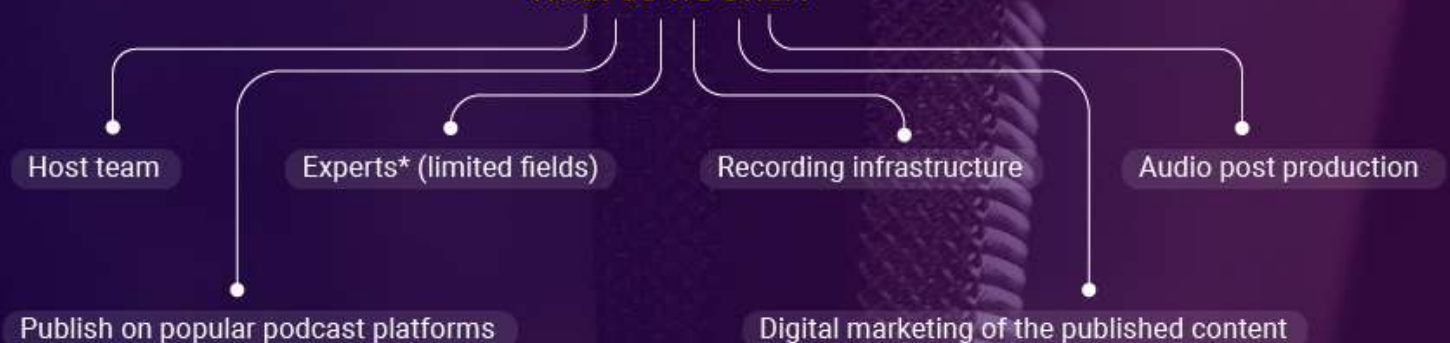 Host team
Experts* (limited fields)
Recording infrastructure
Audio post production
Publish on popular podcast platforms
Digital marketing of the published content